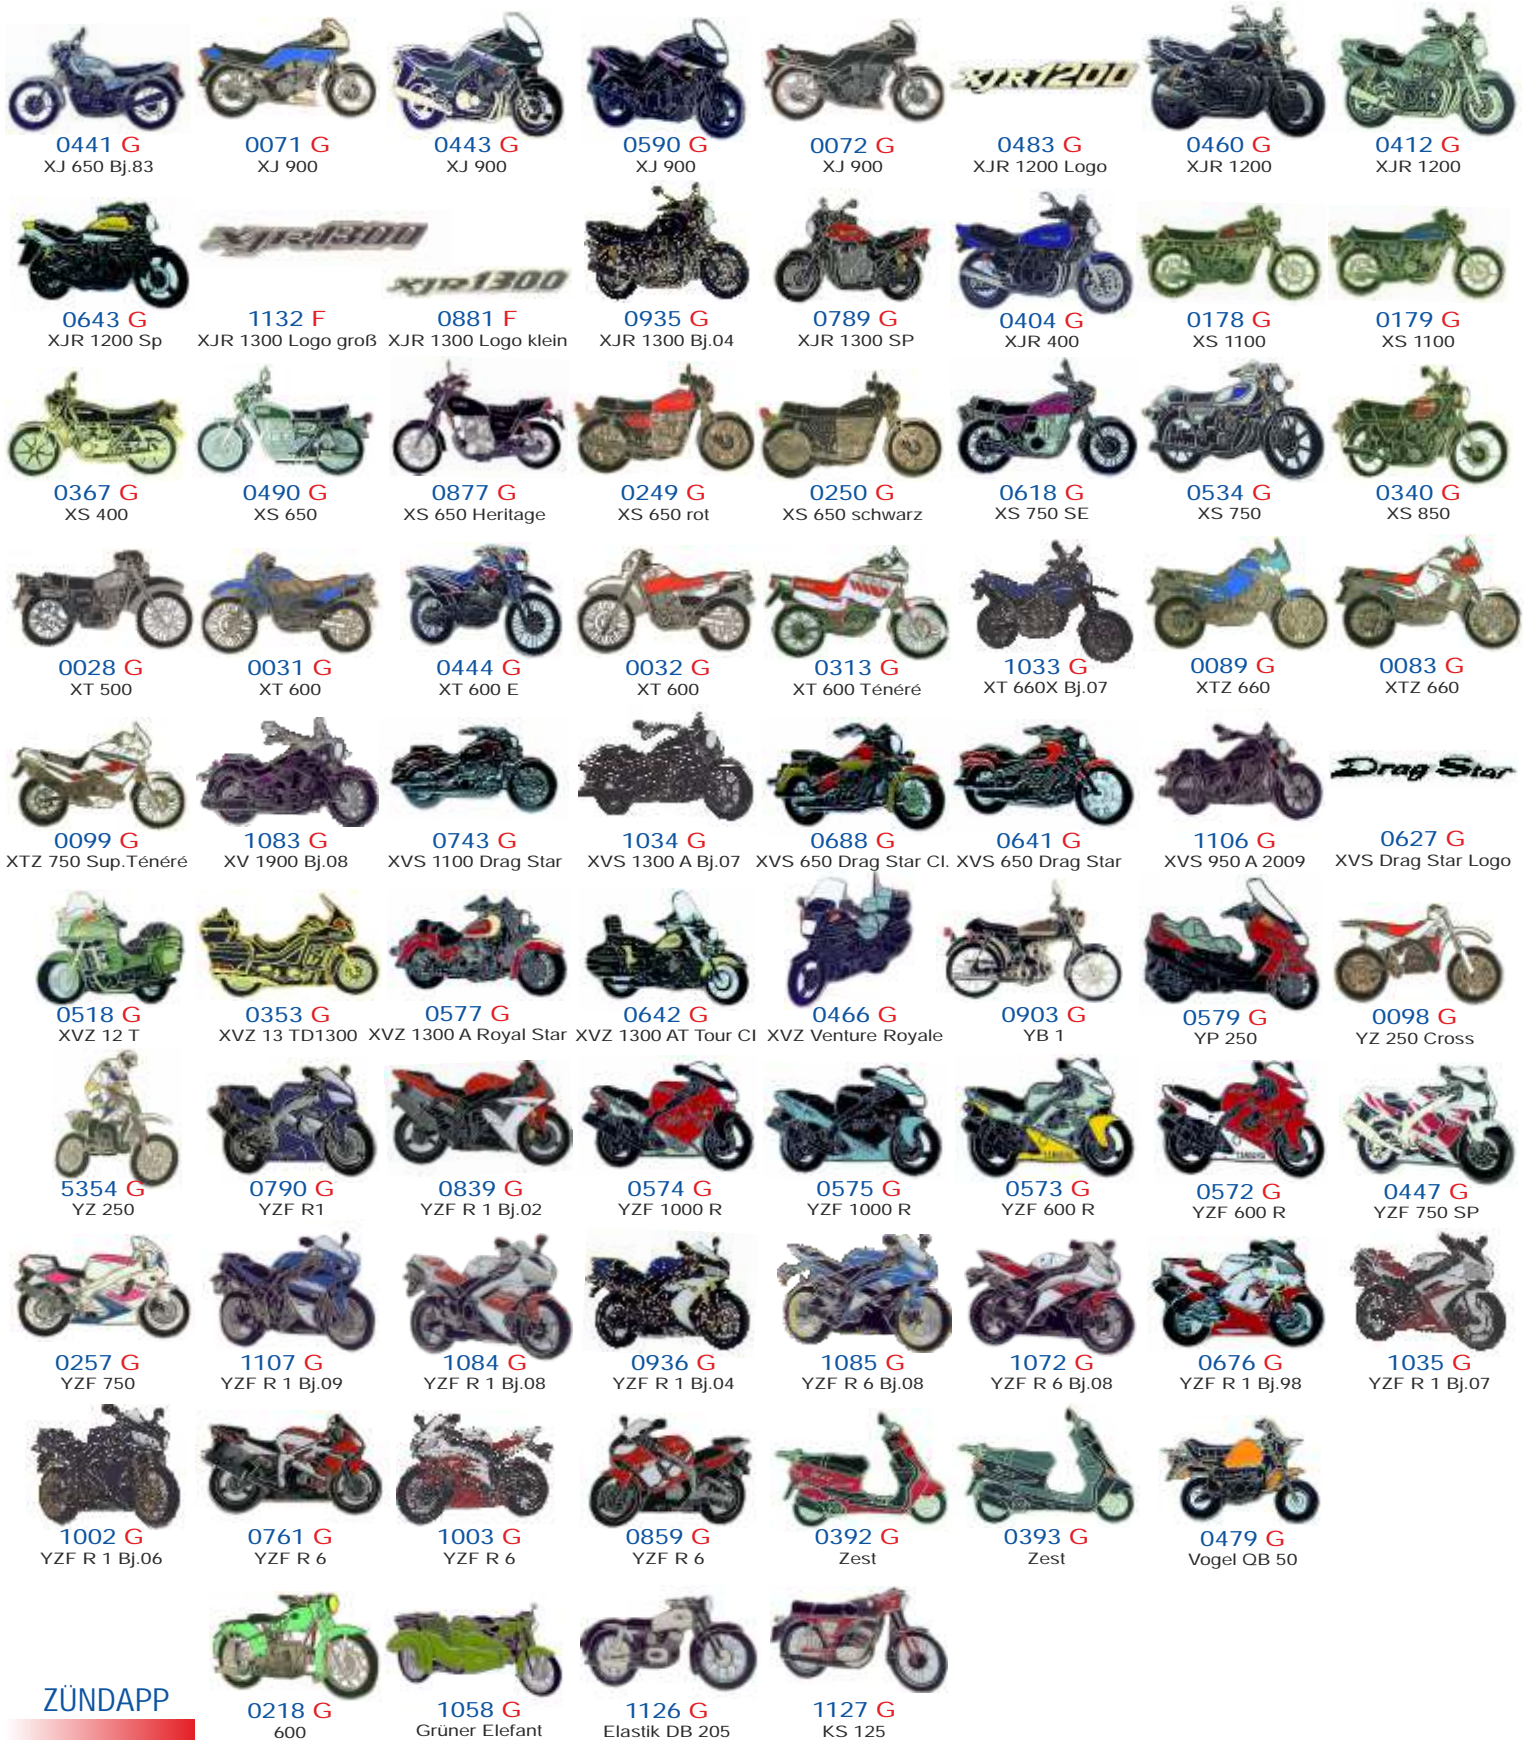 XJR1200
0441 G 0071 G 0443 G 0590 G 0072 G 0483 G 0460 G 0412 G
XJ 650 Bj.83 XJ 900 XJ 900 XJ 900 XJ 900 XJR 1200 Logo XJR 1200 XJR 1200
XJR1300
XJR1300
0643 G 1132 F 0881 F 0935 G 0789 G 0404 G 0178 G 0179 G
XJR 1200 Sp XJR 1300 Logo groß XJR 1300 Logo klein XJR 1300 Bj.04 XJR 1300 SP XJR 400 XS 1100 XS 1100
0367 G 0490 G 0877 G 0249 G 0250 G 0618 G 0534 G 0340 G
XS 400 XS 650 XS 650 Heritage XS 650 rot XS 650 schwarz XS 750 SE XS 750 XS 850
0028 G 0031 G 0444 G 0032 G 0313 G 1033 G 0089 G 0083 G
XT 500 XT 600 XT 600 E XT 600 XT 600 Ténéré XT 660X Bj.07 XTZ 660 XTZ 660
Drag Star
0099 G 1083 G 0743 G 1034 G 0688 G 0641 G 1106 G 0627 G
XTZ 750 Sup.Ténéré XV 1900 Bj.08 XVS 1100 Drag Star XVS 1300 A Bj.07 XVS 650 Drag Star Cl. XVS 650 Drag Star XVS 950 A 2009 XVS Drag Star Logo
0518 G 0353 G 0577 G 0642 G 0466 G 0903 G 0579 G 0098 G
XVZ 12 T XVZ 13 TD1300 XVZ 1300 A Royal Star XVZ 1300 AT Tour Cl XVZ Venture Royale YB 1 YP 250 YZ 250 Cross
5354 G 0790 G 0839 G 0574 G 0575 G 0573 G 0572 G 0447 G
YZ 250 YZF R1 YZF R 1 Bj.02 YZF 1000 R YZF 1000 R YZF 600 R YZF 600 R YZF 750 SP
0257 G 1107 G 1084 G 0936 G 1085 G 1072 G 0676 G 1035 G
YZF 750 YZF R 1 Bj.09 YZF R 1 Bj.08 YZF R 1 Bj.04 YZF R 6 Bj.08 YZF R 6 Bj.08 YZF R 1 Bj.98 YZF R 1 Bj.07
1002 G 0761 G 1003 G 0859 G 0392 G 0393 G 0479 G
YZF R 1 Bj.06 YZF R 6 YZF R 6 YZF R 6 Zest Zest Vogel QB 50
ZÜNDAPP
0218 G 1058 G 1126 G 1127 G
600 Grüner Elefant Elastik DB 205 KS 125